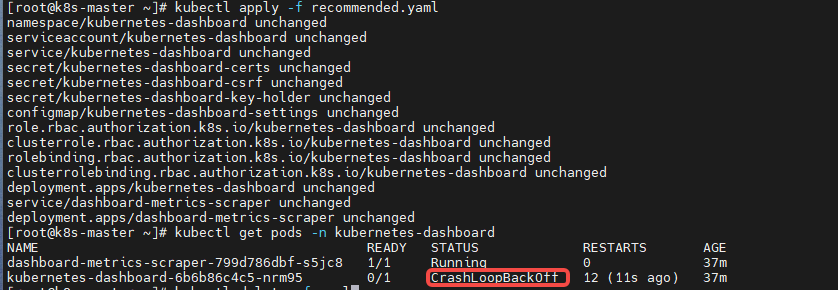 [root@k8s-master ~]# kubectl apply -f recommended.yaml
namespace/kubernetes-dashboard unchanged
serviceaccount/kubernetes-dashboard unchanged
service/kubernetes-dashboard unchanged
secret/kubernetes-dashboard-certs unchanged
secret/kubernetes-dashboard-csrf unchanged
secret/kubernetes-dashboard-key-holder unchanged
configmap/kubernetes-dashboard-settings unchanged
role.rbac.authorization.k8s.io/kubernetes-dashboard unchanged
clusterrole.rbac.authorization.k8s.io/kubernetes-dashboard unchanged
rolebinding.rbac.authorization.k8s.io/kubernetes-dashboard unchanged
clusterrolebinding.rbac.authorization.k8s.io/kubernetes-dashboard unchanged
deployment.apps/kubernetes-dashboard unchanged
service/dashboard-metrics-scraper unchanged
deployment.apps/dashboard-metrics-scraper unchanged
[root@k8s-master ~]# kubectl get pods -n kubernetes-dashboard
NAME READY STATUS RESTARTS AGE
dashboard-metrics-scraper-799d786dbf-s5jc8 1/1 Running 0 37m
kubernetes-dashboard-6b6b86c4c5-nrm95 0/1 CrashLoopBackOff 12 (11s ago) 37m